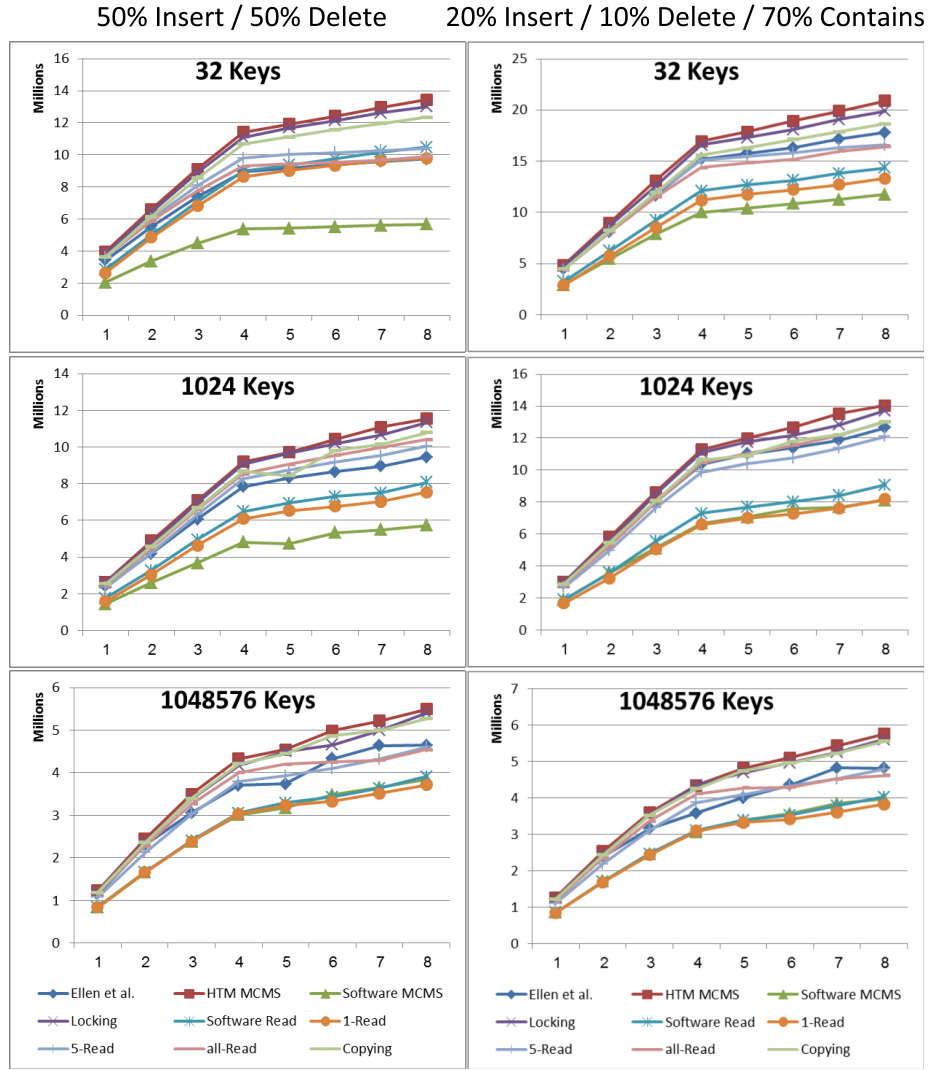 50% Insert / 50% Delete
20% Insert / 10% Delete / 70% Contains
32 Keys
Millions
16
14
12
10
8
6
4
2
0
1 2 3 4 5 6 7 8
32 Keys
Millions
25
20
15
10
5
0
1 2 3 4 5 6 7 8
1024 Keys
Millions
14
12
10
8
6
4
2
0
1 2 3 4 5 6 7 8
1024 Keys
Millions
16
14
12
10
8
6
4
2
0
1 2 3 4 5 6 7 8
1048576 Keys
Millions
6
5
4
3
2
1
0
1 2 3 4 5 6 7 8
Ellen et al. HTM MCMS Software MCMS
Locking Software Read 1-Read
5-Read all-Read Copying
1048576 Keys
Millions
7
6
5
4
3
2
1
0
1 2 3 4 5 6 7 8
Ellen et al. HTM MCMS Software MCMS
Locking Software Read 1-Read
5-Read all-Read Copying